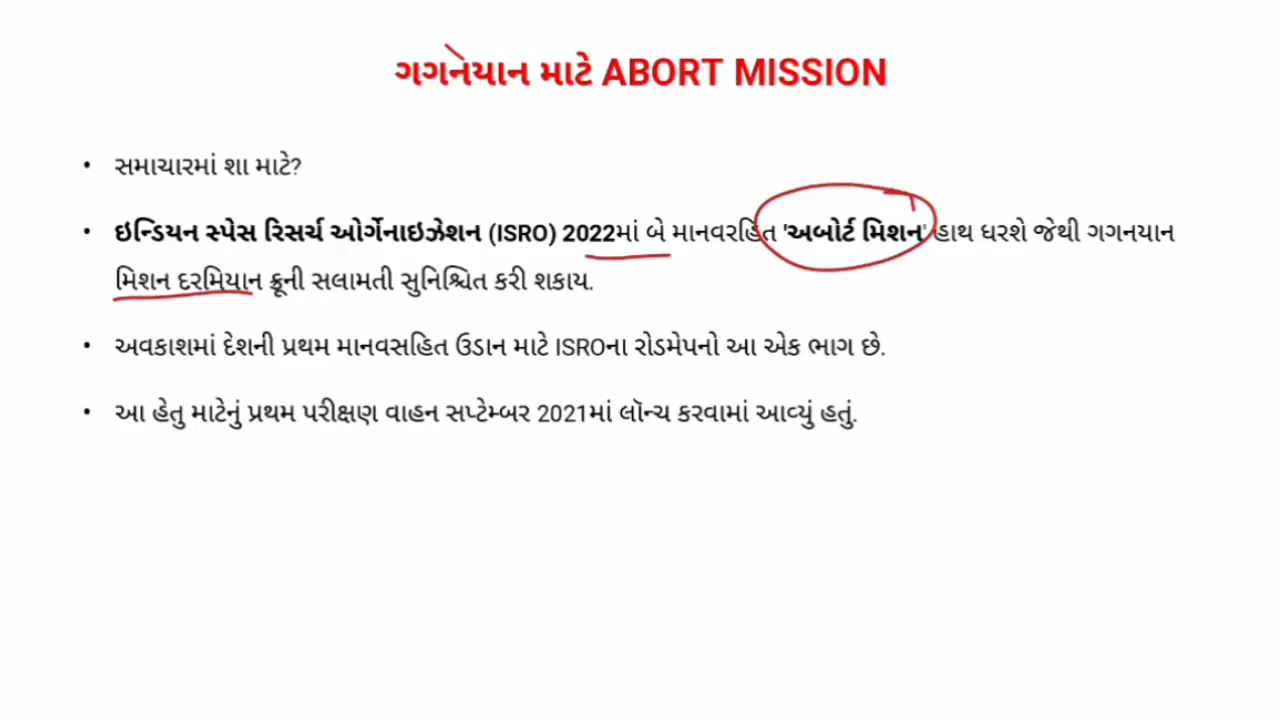 ગગનયાન માટે ABORT MISSION
• સમાચારમાં શા માટે?
• ઇન્ડિયન સ્પેસ રિસર્ચ ઓર્ગેનાઇઝેશન (ISRO) 2022માં બે માનવરહિત 'અબોર્ટ મિશન' હાથ ધરશે જેથી ગગનયાન
મિશન દરમિયાન ક્રૂની સલામતી સુનિશ્ચિત કરી શકાય.
• અવકાશમાં દેશની પ્રથમ માનવસહિત ઉડાન માટે ISROના રોડમેપનો આ એક ભાગ છે.
• આ હેતુ માટેનું પ્રથમ પરીક્ષણ વાહન સપ્ટેમ્બર 2021માં લૉન્ચ કરવામાં આવ્યું હતું.